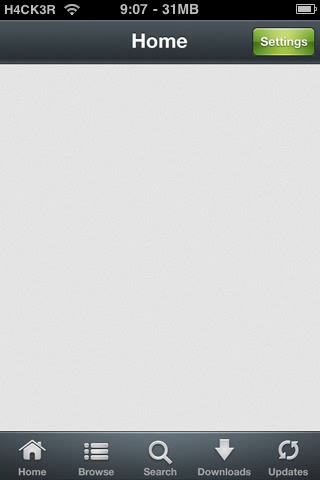 H4CK3R 9:07 - 31MB
Home Settings
Home Browse Search Downloads Updates